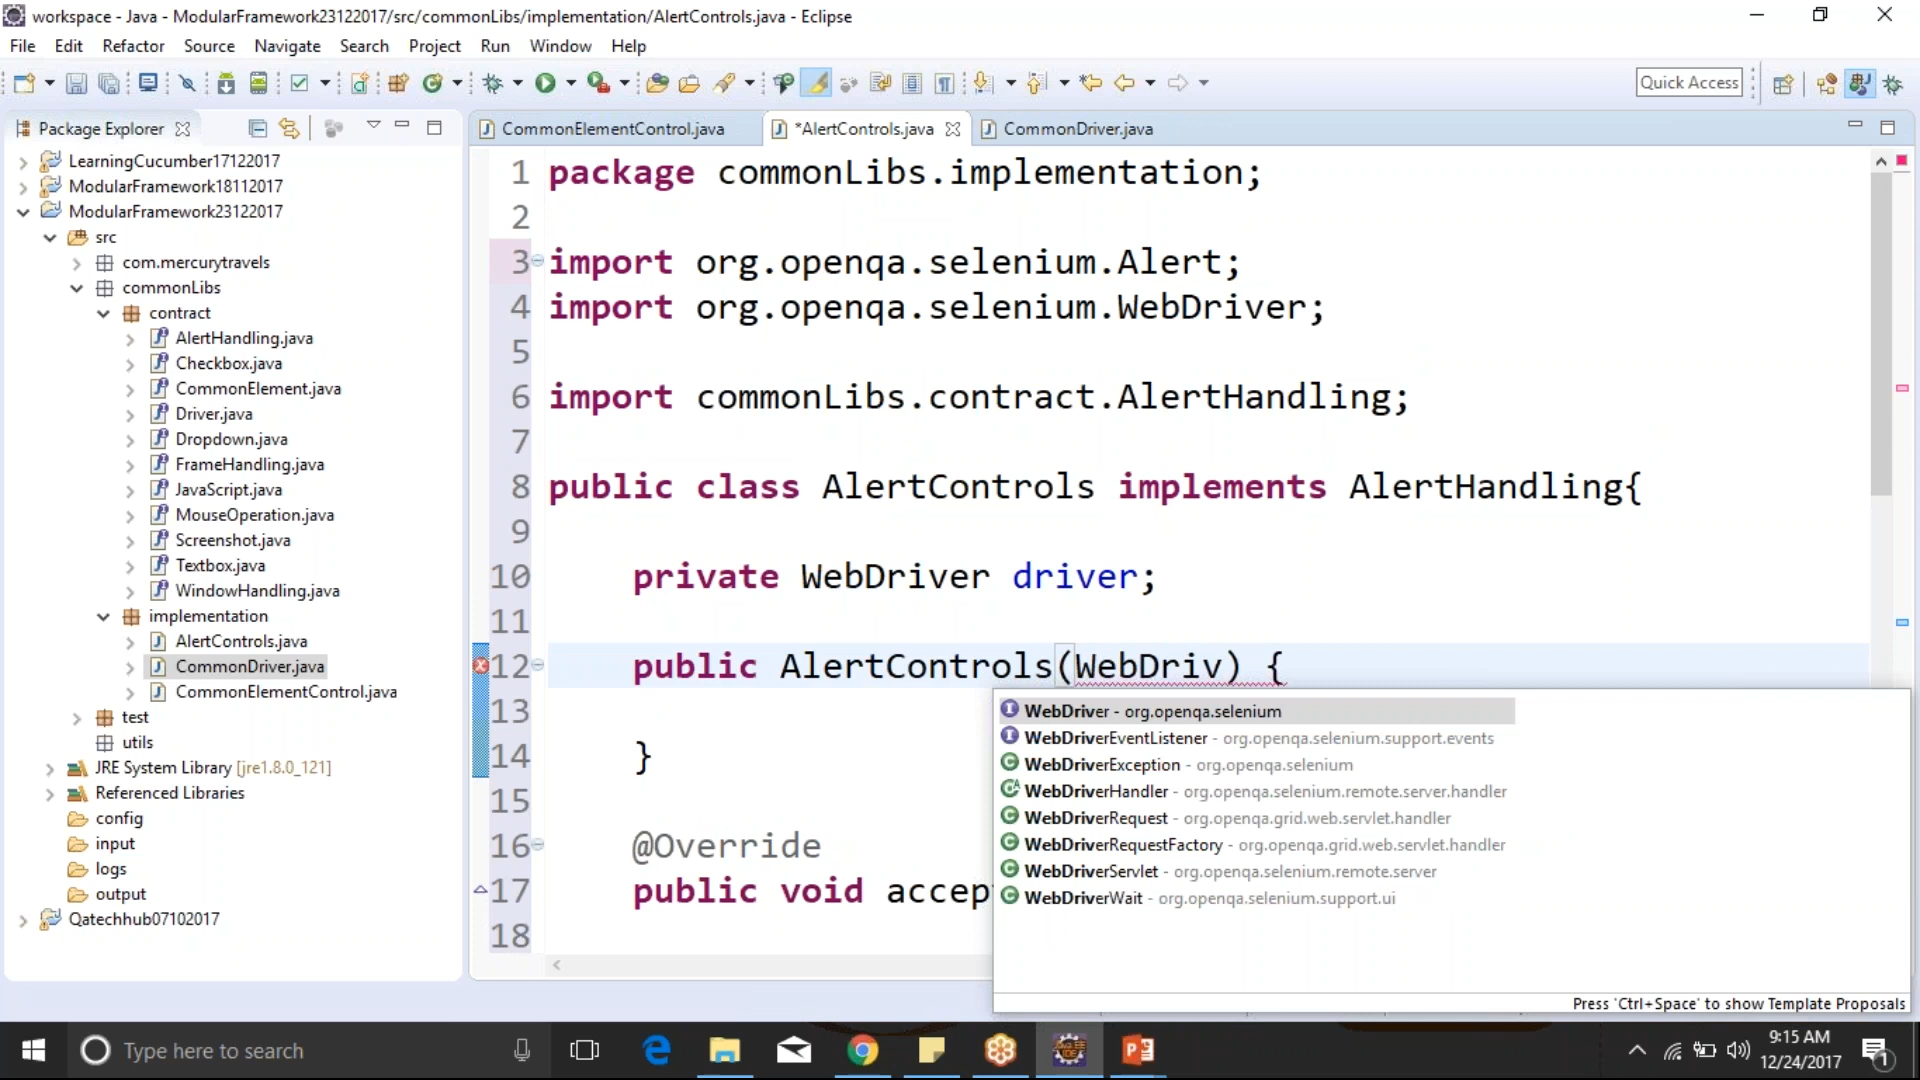 workspace - Java - ModularFramework23122017/src/commonLibs/implementation/AlertControls.java - Eclipse
File Edit Refactor Source Navigate Search Project Run Window Help
Quick Access
Package Explorer
CommonElementControl.java
*AlertControls.java
CommonDriver.java
LearningCucumber17122017
ModularFramework18112017
ModularFramework23122017
src
com.mercurytravels
commonLibs
contract
AlertHandling.java
Checkbox.java
CommonElement.java
Driver.java
Dropdown.java
FrameHandling.java
JavaScript.java
MouseOperation.java
Screenshot.java
Textbox.java
WindowHandling.java
implementation
AlertControls.java
CommonDriver.java
CommonElementControl.java
test
utils
JRE System Library [jre1.8.0_121]
Referenced Libraries
config
input
logs
output
Qatechhub07102017
1 package commonLibs.implementation;
2
3 import org.openqa.selenium.Alert;
4 import org.openqa.selenium.WebDriver;
5
6 import commonLibs.contract.AlertHandling;
7
8 public class AlertControls implements AlertHandling{
9
10 private WebDriver driver;
11
12 public AlertControls(WebDriv) {
13
14 }
15
16 @Override
17 public void accep
18
WebDriver - org.openqa.selenium
WebDriverEventListener - org.openqa.selenium.support.events
WebDriverException - org.openqa.selenium
WebDriverHandler - org.openqa.selenium.remote.server.handler
WebDriverRequest - org.openqa.grid.web.servlet.handler
WebDriverRequestFactory - org.openqa.grid.web.servlet.handler
WebDriverServlet - org.openqa.selenium.remote.server
WebDriverWait - org.openqa.selenium.support.ui
Press 'Ctrl+Space' to show Template Proposals
Type here to search
9:15 AM
12/24/2017
1